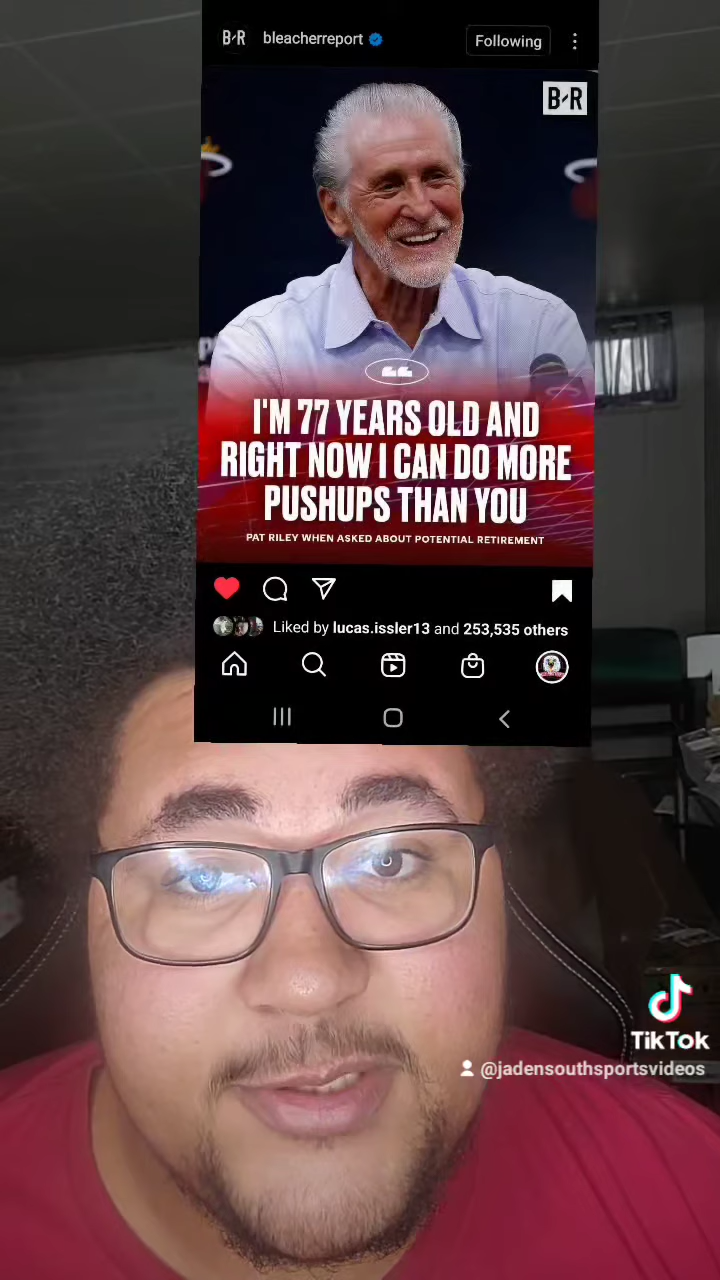 B/R bleacherreport Following
B/R
I'M 77 YEARS OLD AND
RIGHT NOW I CAN DO MORE
PUSHUPS THAN YOU
PAT RILEY WHEN ASKED ABOUT POTENTIAL RETIREMENT
Liked by lucas.issler13 and 253,535 others
TikTok
@jadensouthsportsvideos